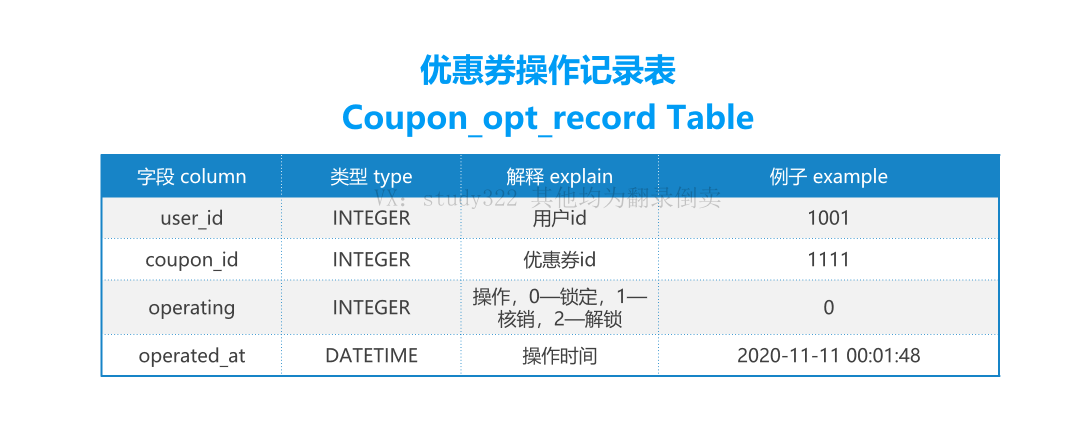 优惠券操作记录表
Coupon_opt_record Table
字段 column 类型 type 解释 explain 例子 example
VX：study322 其他均为翻录倒卖
user_id INTEGER 用户id 1001
coupon_id INTEGER 优惠券id 1111
operating INTEGER 操作，0—锁定，1—
核销，2—解锁 0
operated_at DATETIME 操作时间 2020-11-11 00:01:48